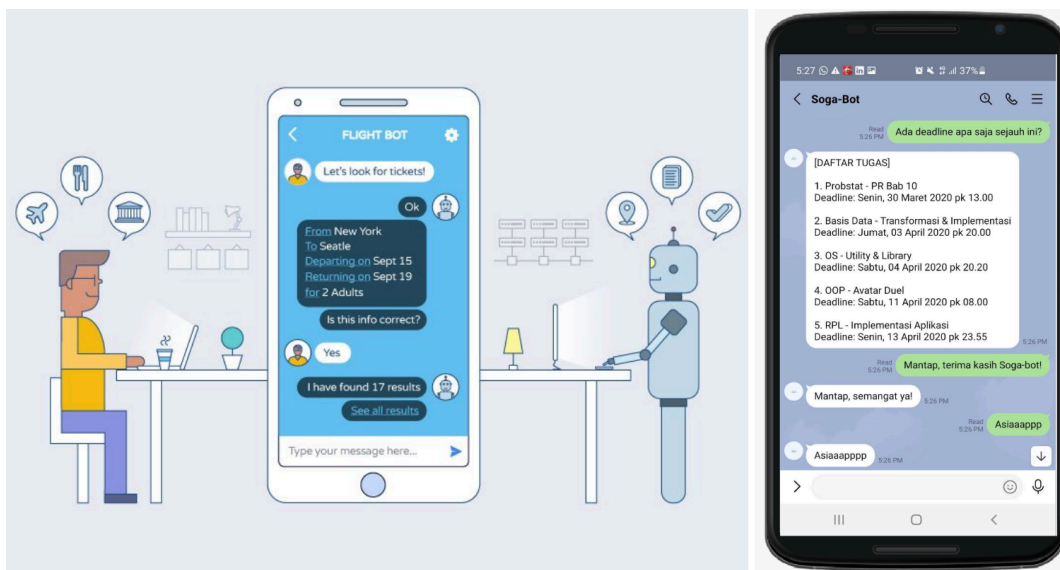 FLIGHT BOT
Let's look for tickets!
Ok
From New York
To Seatle
Departing on Sept 15
Returning on Sept 19
for 2 Adults
Is this info correct?
Yes
I have found 17 results
See all results
Type your message here...
5:27
37%
Soga-Bot
Read
5:26 PM
Ada deadline apa saja sejauh ini?
[DAFTAR TUGAS]
1. Probstat - PR Bab 10
Deadline: Senin, 30 Maret 2020 pk 13.00
2. Basis Data - Transformasi & Implementasi
Deadline: Jumat, 03 April 2020 pk 20.00
3. OS - Utility & Library
Deadline: Sabtu, 04 April 2020 pk 20.20
4. OOP - Avatar Duel
Deadline: Sabtu, 11 April 2020 pk 08.00
5. RPL - Implementasi Aplikasi
Deadline: Senin, 13 April 2020 pk 23.55
5:26 PM
Read
5:26 PM
Mantap, terima kasih Soga-bot!
Mantap, semangat ya!
5:26 PM
Read
5:26 PM
Asiaaappp
Asiaaapppp
5:26 PM